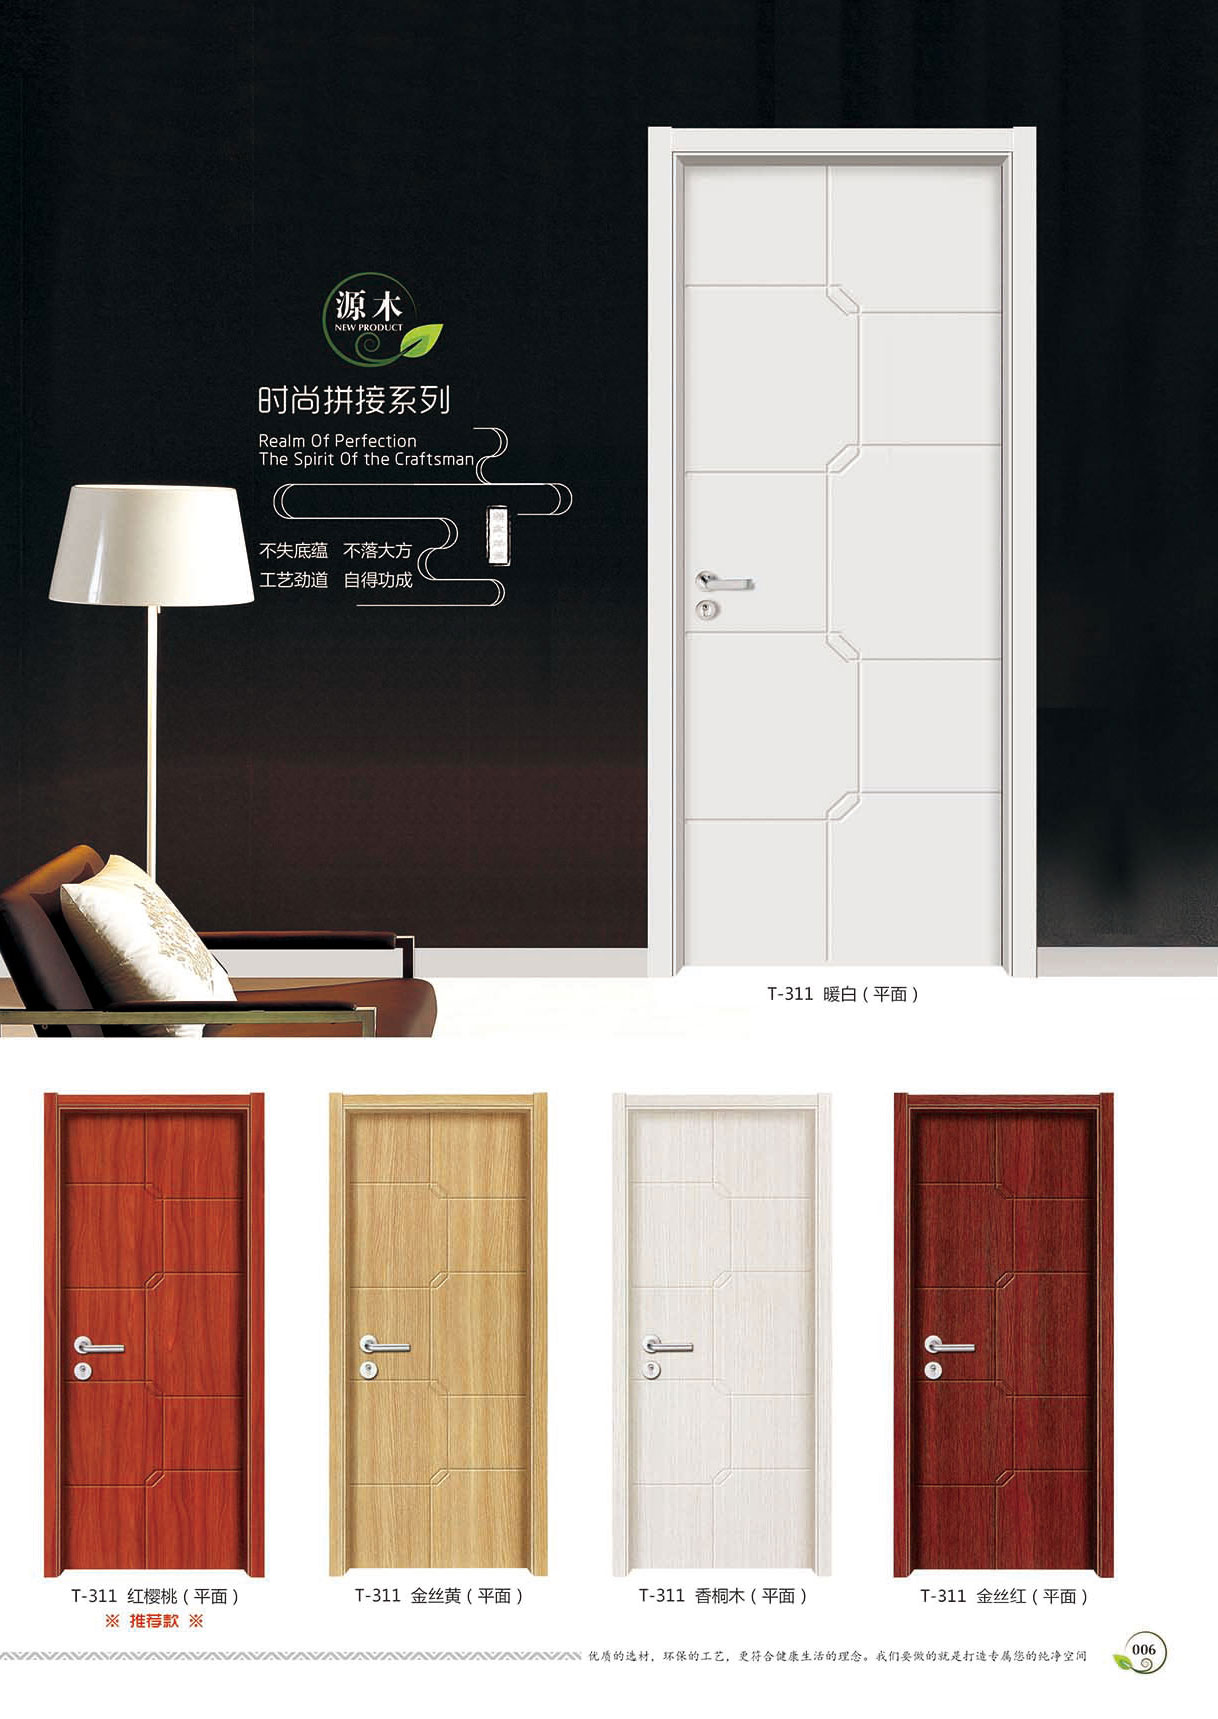 源木
NEW PRODUCT
时尚拼接系列
Realm Of Perfection
The Spirit Of the Craftsman
不失底蕴 不落大方
工艺劲道 自得功成
T-311 暖白(平面)
T-311 红樱桃(平面)
※ 推荐款 ※
T-311 金丝黄(平面)
T-311 香桐木(平面)
T-311 金丝红(平面)
优质的选材，环保的工艺，更符合健康生活的理念。我们要做的就是打造专属您的纯净空间
006